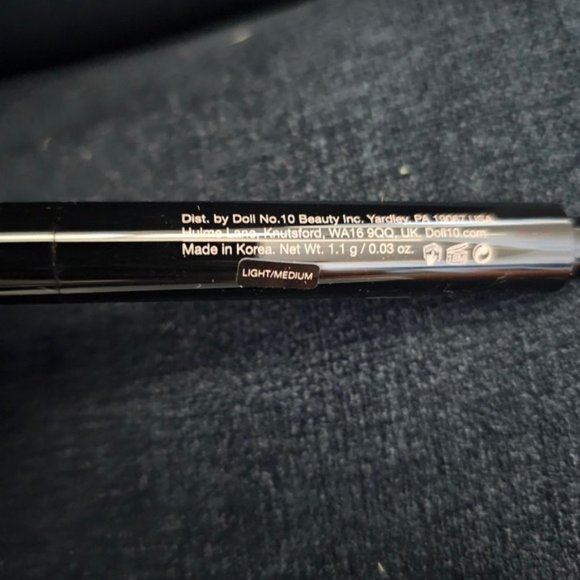 Dist. by Doll No.10 Beauty Inc. Yardley, PA 19067 USA
Hulme Lane, Knutsford, WA16 9QQ, UK. Doll10.com
Made in Korea. Net Wt. 1.1 g / 0.03 oz.
LIGHT/MEDIUM